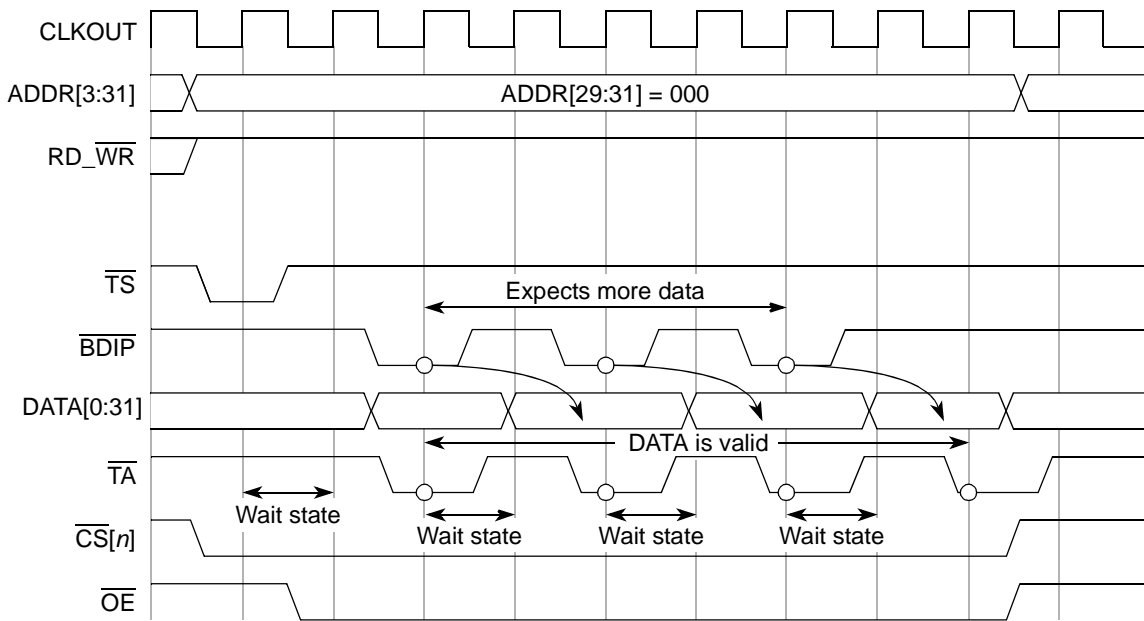 CLKOUT
ADDR[3:31]
ADDR[29:31] = 000
RD_WR
TS
Expects more data
BDIP
DATA[0:31]
DATA is valid
TA
Wait state
Wait state
Wait state
Wait state
CS[n]
OE